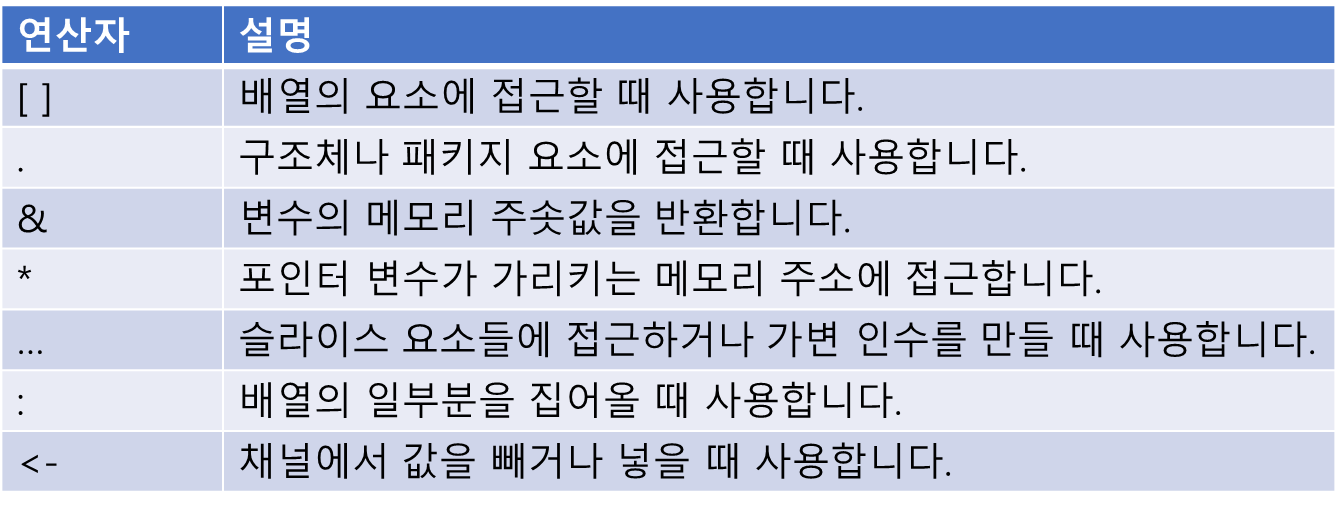 연산자 설명
[ ] 배열의 요소에 접근할 때 사용합니다.
. 구조체나 패키지 요소에 접근할 때 사용합니다.
& 변수의 메모리 주솟값을 반환합니다.
* 포인터 변수가 가리키는 메모리 주소에 접근합니다.
... 슬라이스 요소들에 접근하거나 가변 인수를 만들 때 사용합니다.
: 배열의 일부분을 집어올 때 사용합니다.
<- 채널에서 값을 빼거나 넣을 때 사용합니다.